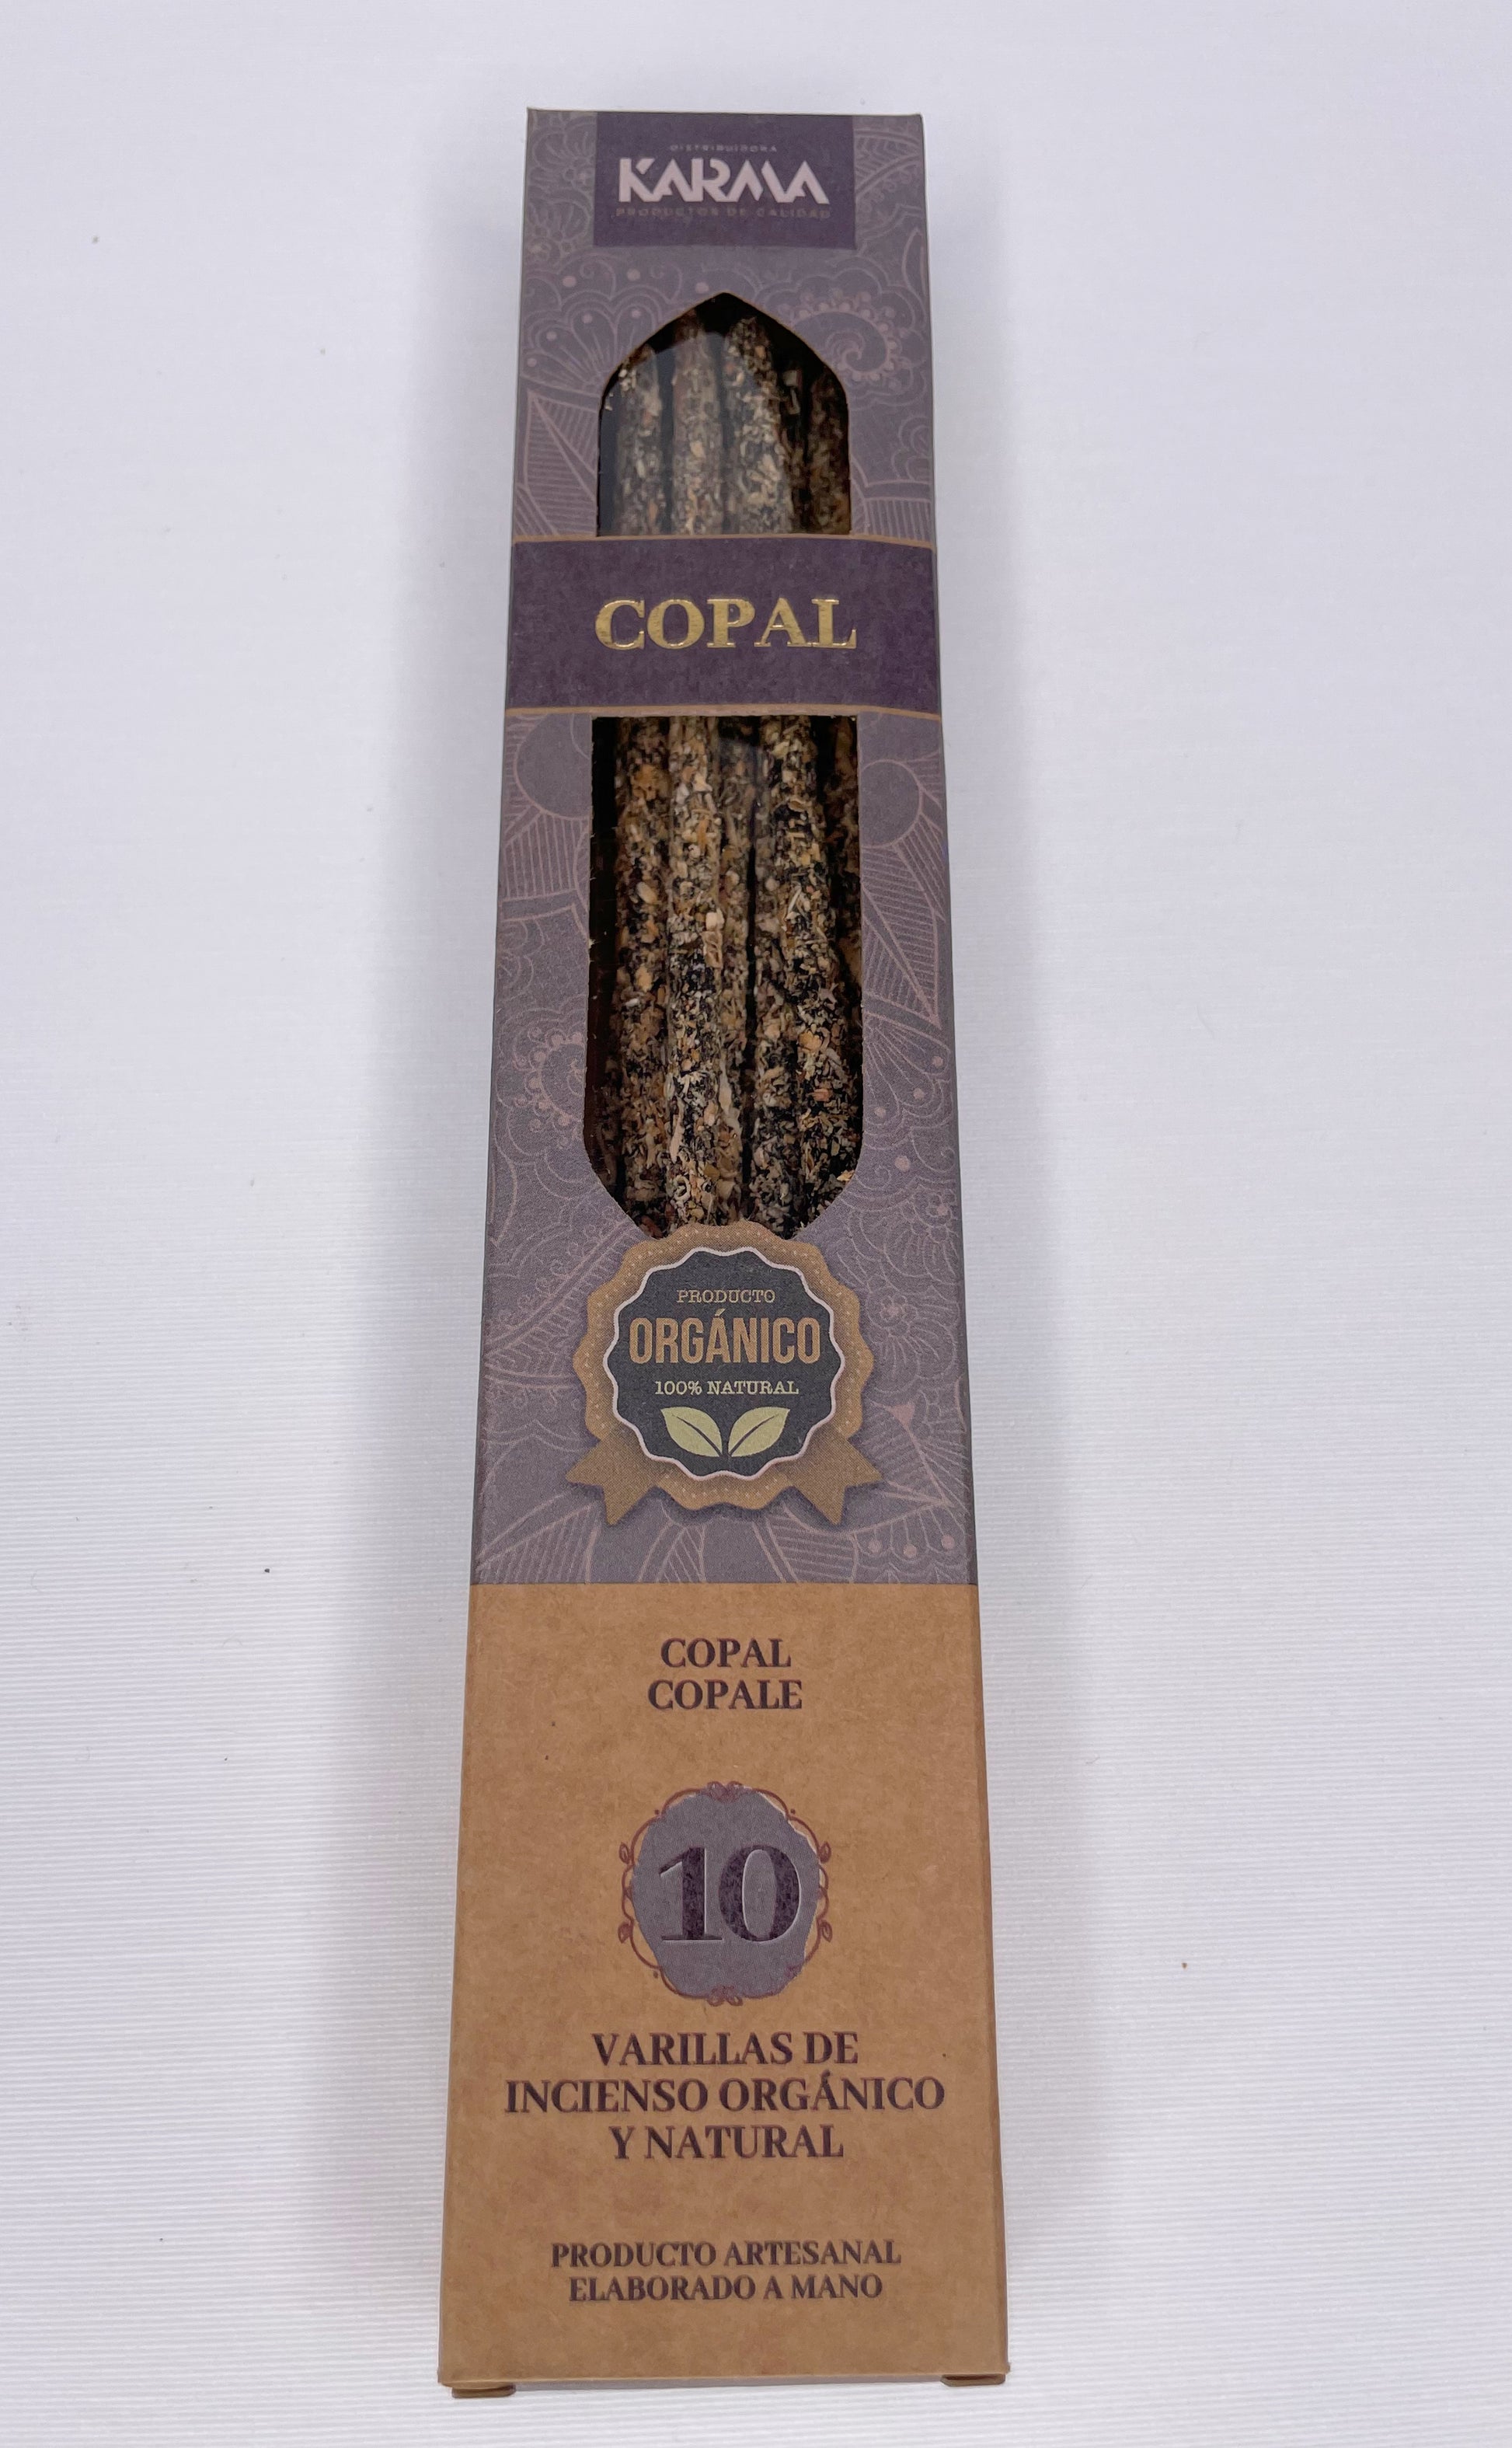 DISTRIBUIDORA
KARMA
PRODUCTOS DE CALIDAD
COPAL
PRODUCTO
ORGÁNICO
100% NATURAL
COPAL
COPALE
10
VARILLAS DE
INCIENSO ORGÁNICO
Y NATURAL
PRODUCTO ARTESANAL
ELABORADO A MANO